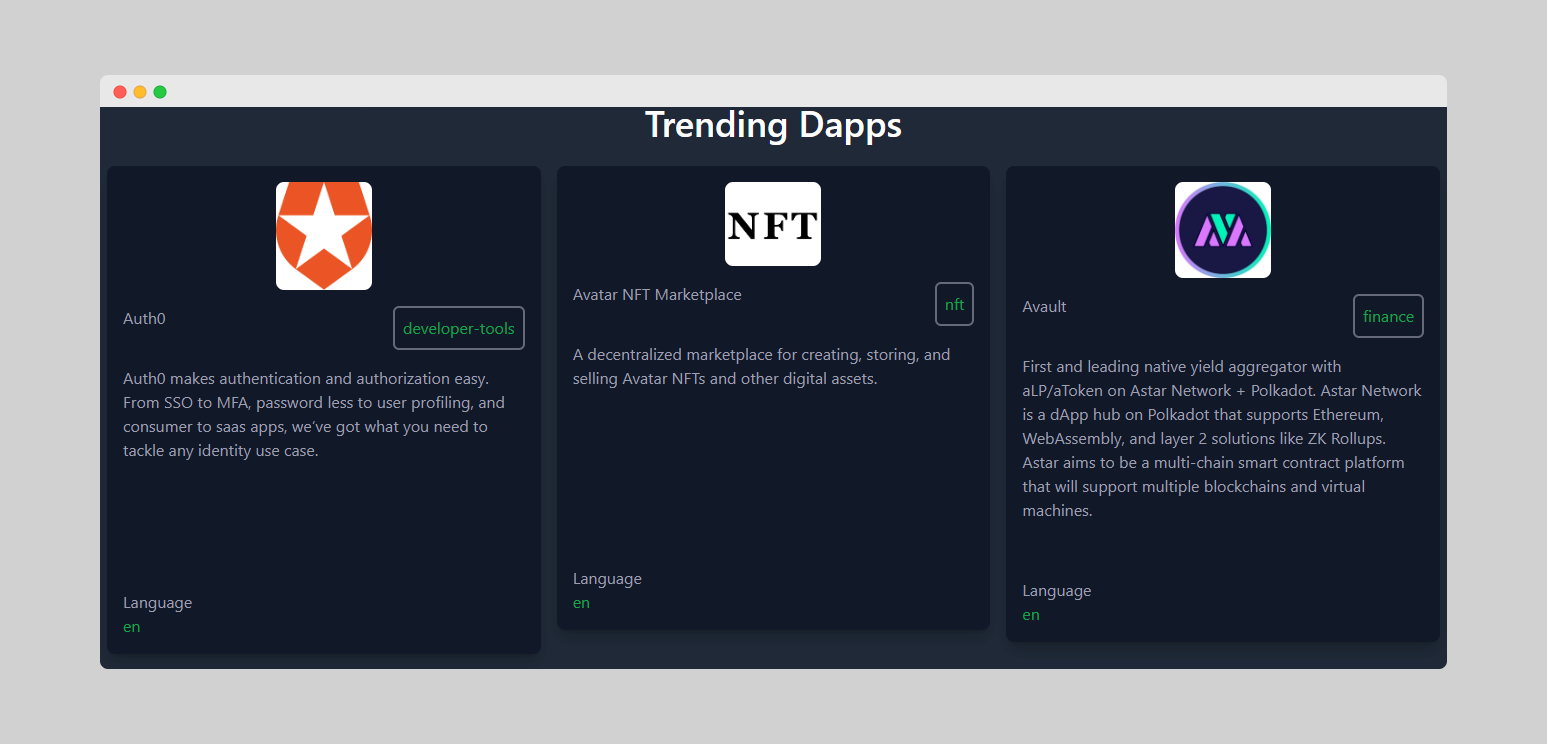 Trending Dapps
Auth0
developer-tools
Auth0 makes authentication and authorization easy.
From SSO to MFA, password less to user profiling, and
consumer to saas apps, we’ve got what you need to
tackle any identity use case.
Language
en
NFT
Avatar NFT Marketplace
nft
A decentralized marketplace for creating, storing, and
selling Avatar NFTs and other digital assets.
Language
en
Avault
finance
First and leading native yield aggregator with
aLP/aToken on Astar Network + Polkadot. Astar Network
is a dApp hub on Polkadot that supports Ethereum,
WebAssembly, and layer 2 solutions like ZK Rollups.
Astar aims to be a multi-chain smart contract platform
that will support multiple blockchains and virtual
machines.
Language
en